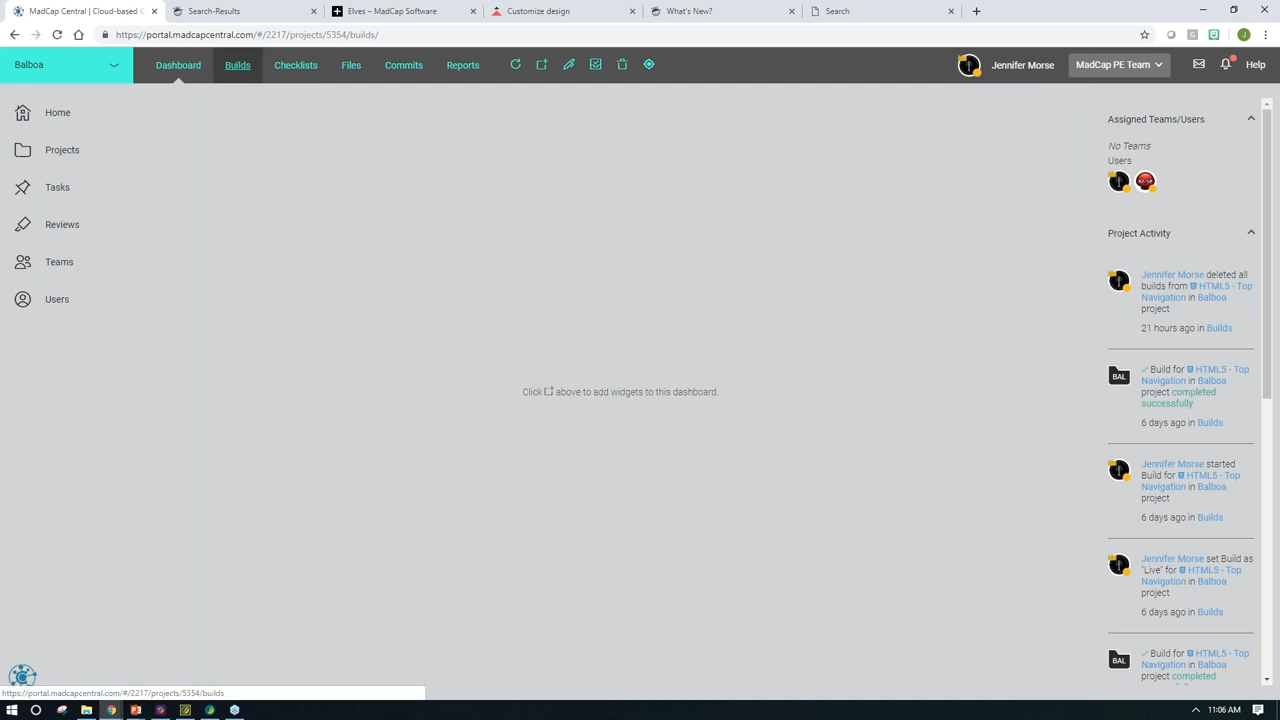 MadCap Central | Cloud-based C
Search-Results
Elves – MadCap Software
Customize design
What's New?
Search
https://portal.madcapcentral.com/#/2217/projects/5354/builds/
J
Balboa
Dashboard
Builds
Checklists
Files
Commits
Reports
Jennifer Morse
MadCap PE Team
Help
Home
Projects
Tasks
Reviews
Teams
Users
Click above to add widgets to this dashboard.
Assigned Teams/Users
No Teams
Users
Project Activity
Jennifer Morse deleted all
builds from HTML5 - Top
Navigation in Balboa
project
21 hours ago in Builds
BAL
Build for HTML5 - Top
Navigation in Balboa
project completed
successfully
6 days ago in Builds
Jennifer Morse started
Build for HTML5 - Top
Navigation in Balboa
project
6 days ago in Builds
Jennifer Morse set Build as
"Live" for HTML5 - Top
Navigation in Balboa
project
6 days ago in Builds
BAL
Build for HTML5 - Top
Navigation in Balboa
project completed
https://portal.madcapcentral.com/#/2217/projects/5354/builds
11:06 AM